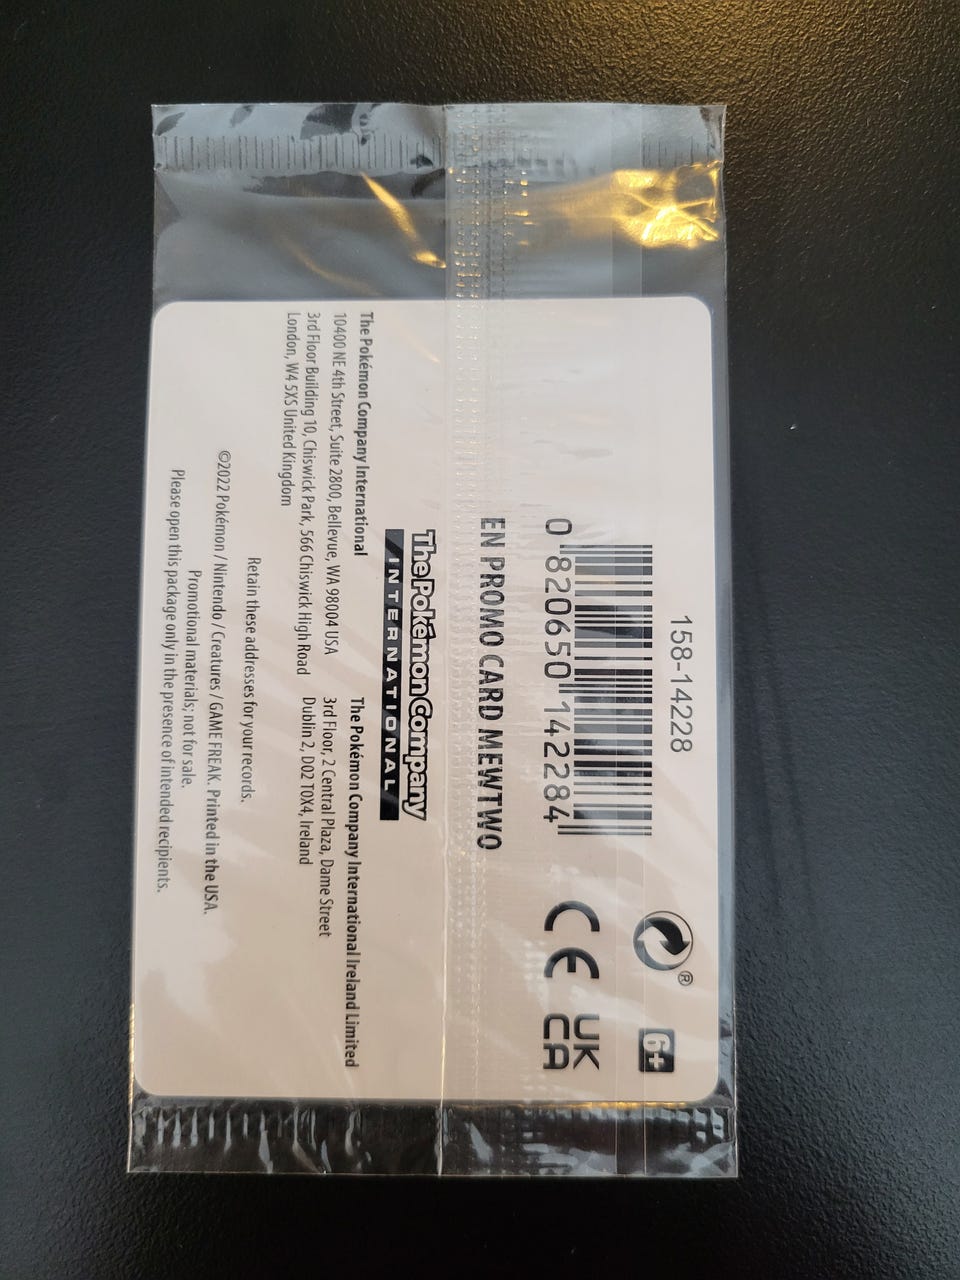 158-14228
0 820650 142284
®
6+
CE
UK
CA
EN PROMO CARD MEWTWO
The Pokémon Company
INTERNATIONAL
The Pokémon Company International
10400 NE 4th Street, Suite 2800, Bellevue, WA 98004 USA
3rd Floor Building 10, Chiswick Park, 566 Chiswick High Road
London, W4 5XS United Kingdom
The Pokémon Company International Ireland Limited
3rd Floor, 2 Central Plaza, Dame Street
Dublin 2, D02 T0X4, Ireland
Retain these addresses for your records.
©2022 Pokémon / Nintendo / Creatures / GAME FREAK. Printed in the USA.
Promotional materials; not for sale.
Please open this package only in the presence of intended recipients.